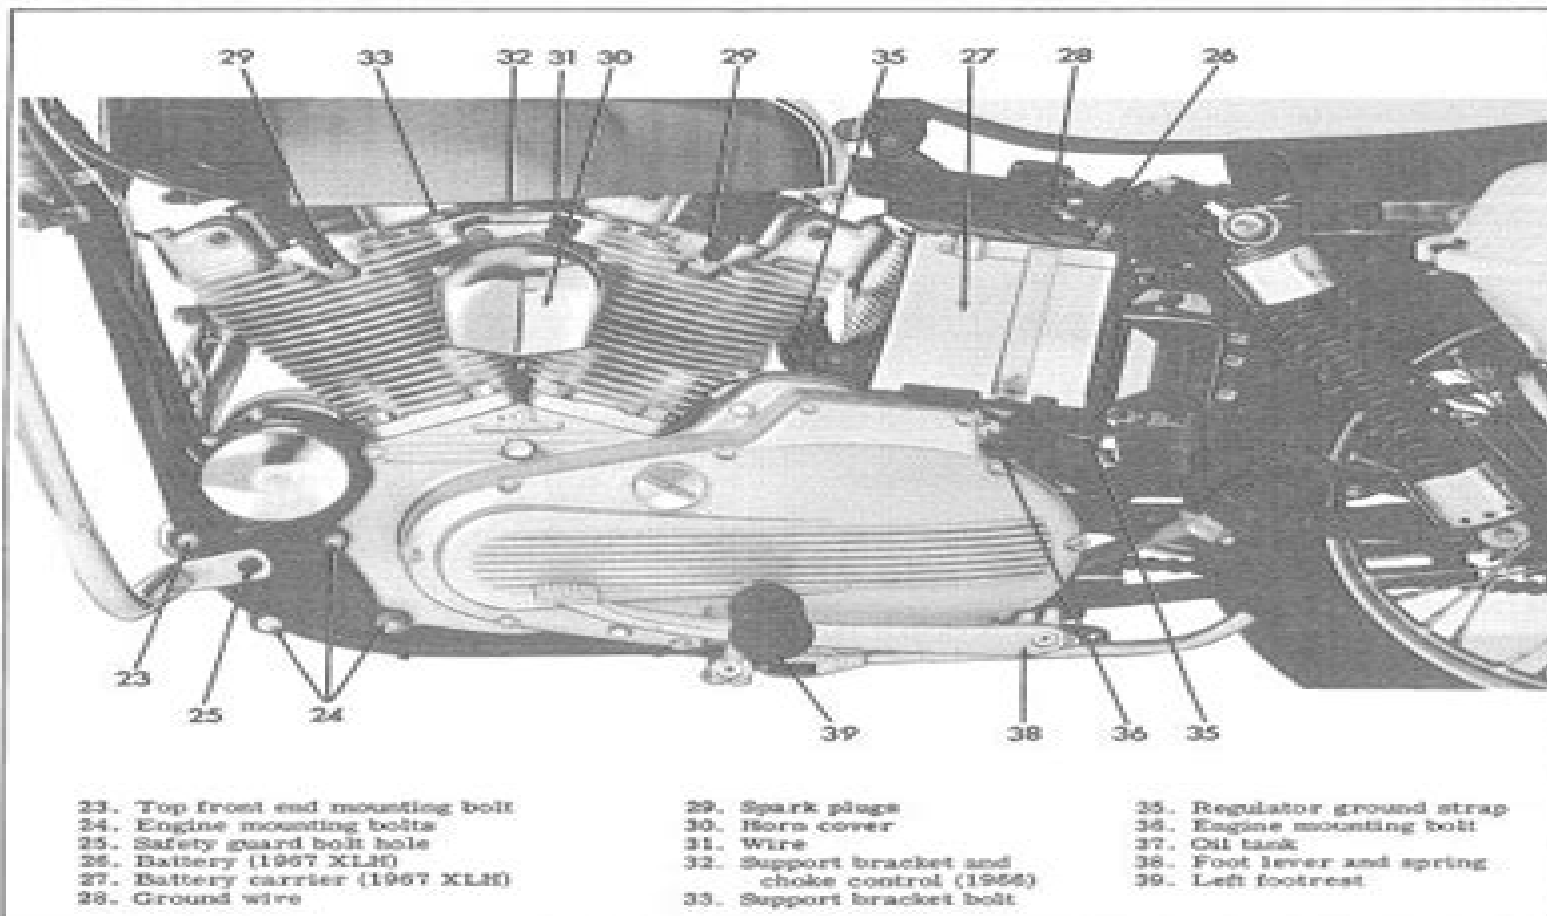 29 33 32 31 30 29 35 27 28 26
23 25 24 39 38 36 35
23. Top front end mounting bolt
24. Engine mounting bolts
25. Safety guard bolt hole
26. Battery (1967 XLH)
27. Battery carrier (1967 XLH)
28. Ground wire
29. Spark plugs
30. Horn cover
31. Wire
32. Support bracket and
choke control (1966)
33. Support bracket bolt
35. Regulator ground strap
36. Engine mounting bolt
37. Oil tank
38. Foot lever and spring
39. Left footrest